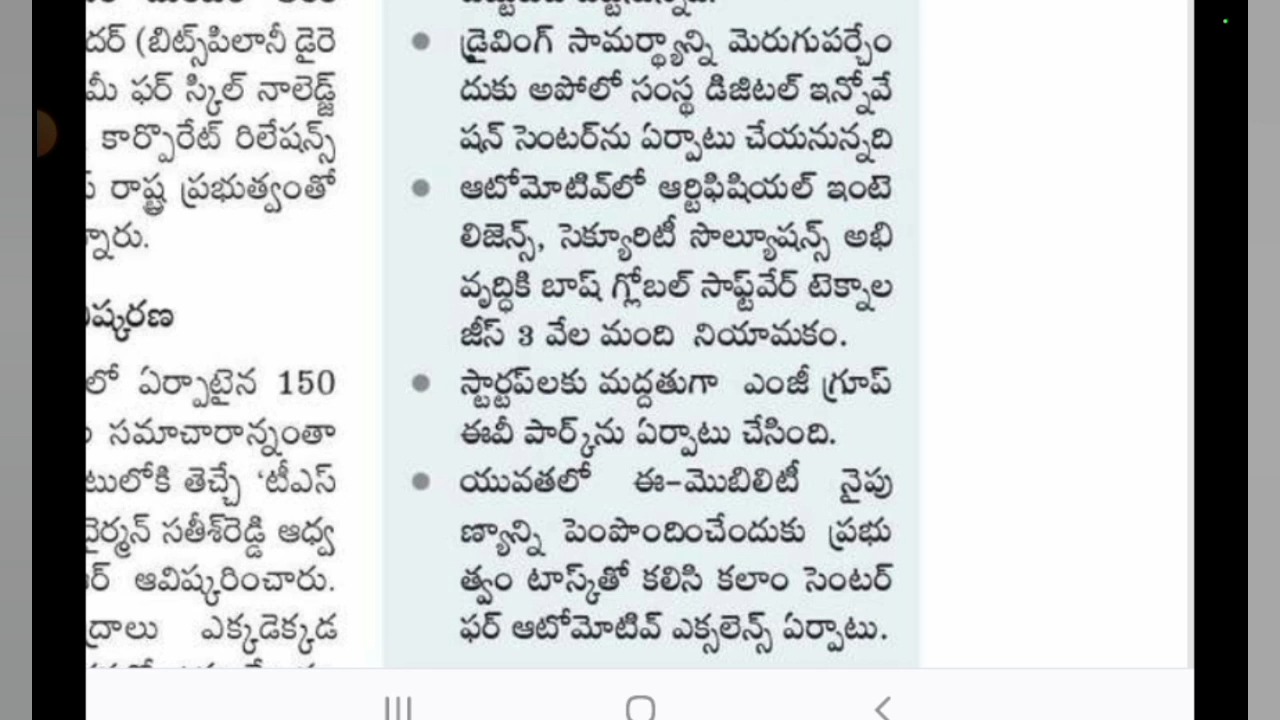 దర్ (బిట్స్‌పిలానీ డైరె
మీ ఫర్ స్కిల్ నాలెడ్జ్
కార్పొరేట్ రిలేషన్స్
రాష్ట్ర ప్రభుత్వంతో
న్నారు.
విష్కరణ
లో ఏర్పాటైన 150
సమాచారాన్నంతా
టులోకి తెచ్చే ‘టీఎస్
ఛైర్మన్ సతీశ్‌రెడ్డి ఆధ్వ
ఆవిష్కరించారు.
ద్రాలు ఎక్కడెక్కడ
● డ్రైవింగ్ సామర్థ్యాన్ని మెరుగుపర్చేం
దుకు అపోలో సంస్థ డిజిటల్ ఇన్నోవే
షన్ సెంటర్‌ను ఏర్పాటు చేయనున్నది
● ఆటోమోటివ్‌లో ఆర్టిఫిషియల్ ఇంటె
లిజెన్స్, సెక్యూరిటీ సొల్యూషన్స్ అభి
వృద్ధికి బాష్ గ్లోబల్ సాఫ్ట్‌వేర్ టెక్నాల
జీస్ 3 వేల మంది నియామకం.
● స్టార్టప్‌లకు మద్దతుగా ఎంజీ గ్రూప్
ఈవీ పార్క్‌ను ఏర్పాటు చేసింది.
● యువతలో ఈ-మొబిలిటీ నైపు
ణ్యాన్ని పెంపొందించేందుకు ప్రభు
త్వం టాస్క్‌తో కలిసి కలాం సెంటర్
ఫర్ ఆటోమోటివ్ ఎక్సలెన్స్ ఏర్పాటు.